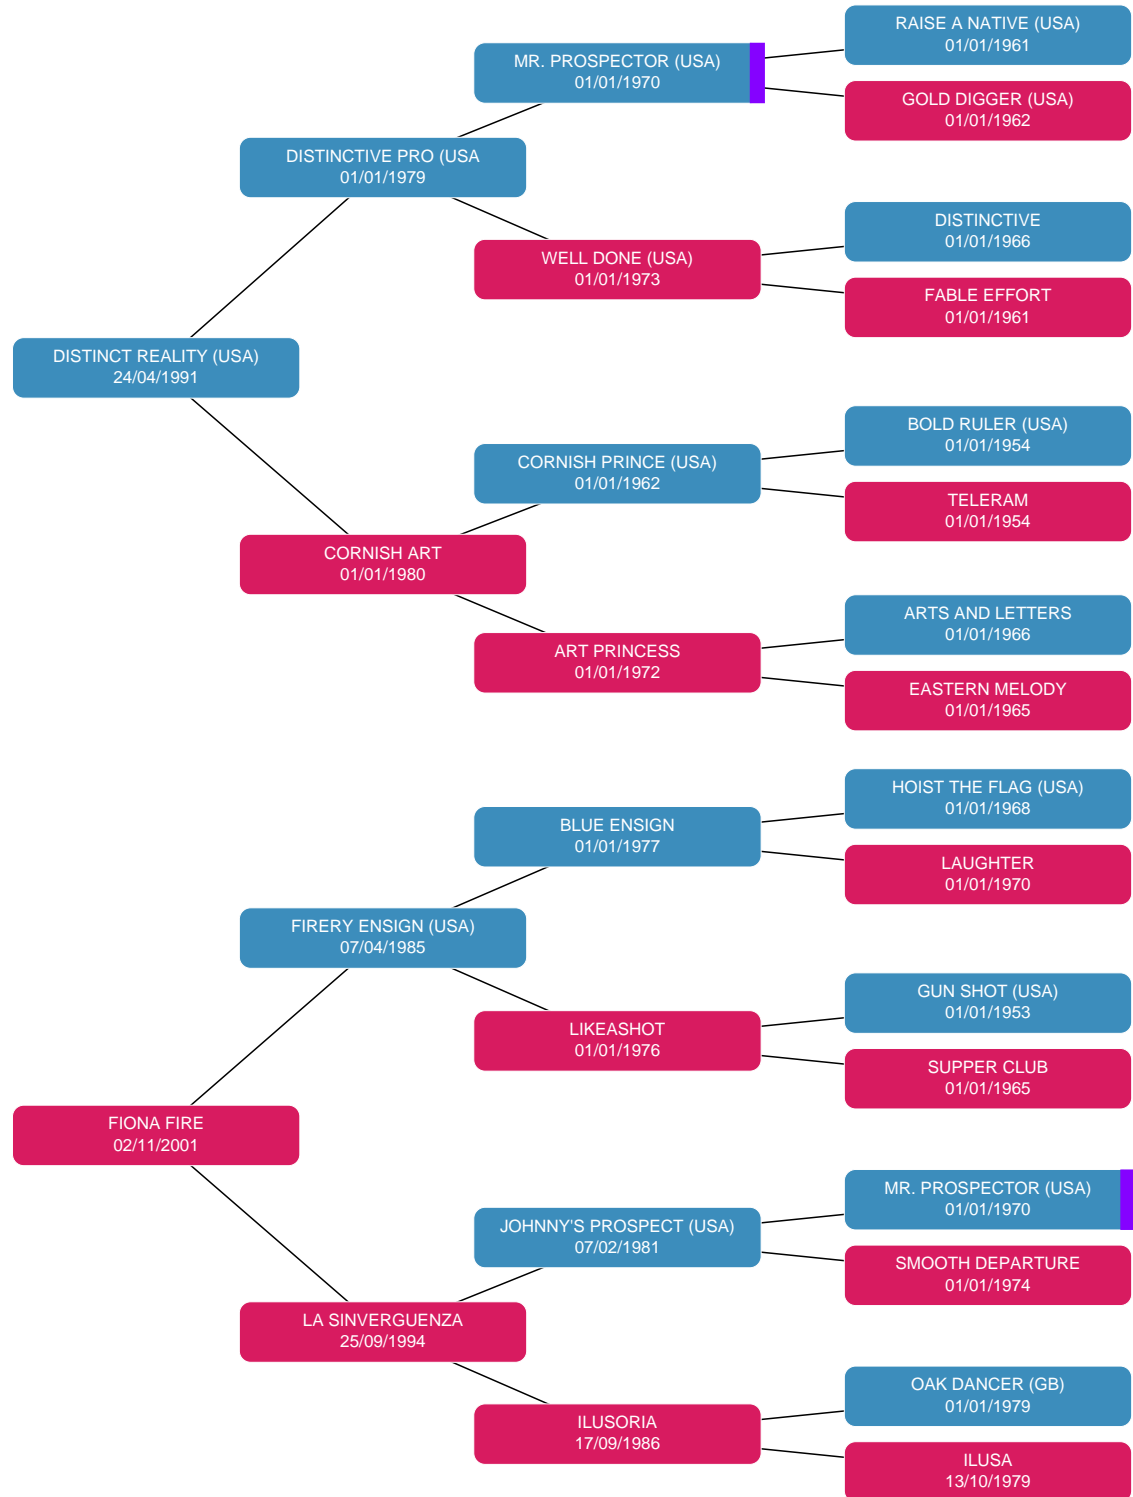 RAISE A NATIVE (USA)
01/01/1961
MR. PROSPECTOR (USA)
01/01/1970
GOLD DIGGER (USA)
01/01/1962
DISTINCTIVE PRO (USA
01/01/1979
DISTINCTIVE
01/01/1966
WELL DONE (USA)
01/01/1973
FABLE EFFORT
01/01/1961
DISTINCT REALITY (USA)
24/04/1991
BOLD RULER (USA)
01/01/1954
CORNISH PRINCE (USA)
01/01/1962
TELERAM
01/01/1954
CORNISH ART
01/01/1980
ARTS AND LETTERS
01/01/1966
ART PRINCESS
01/01/1972
EASTERN MELODY
01/01/1965
HOIST THE FLAG (USA)
01/01/1968
BLUE ENSIGN
01/01/1977
LAUGHTER
01/01/1970
FIRERY ENSIGN (USA)
07/04/1985
GUN SHOT (USA)
01/01/1953
LIKEASHOT
01/01/1976
SUPPER CLUB
01/01/1965
FIONA FIRE
02/11/2001
MR. PROSPECTOR (USA)
01/01/1970
JOHNNY'S PROSPECT (USA)
07/02/1981
SMOOTH DEPARTURE
01/01/1974
LA SINVERGUENZA
25/09/1994
OAK DANCER (GB)
01/01/1979
ILUSORIA
17/09/1986
ILUSA
13/10/1979